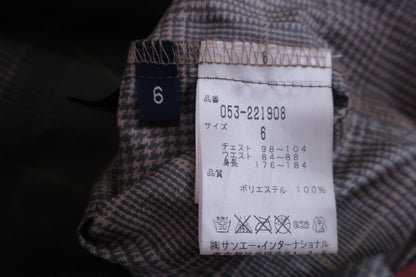 6
6
品番
053-221908
サイズ
6
チェスト 98～104
ウエスト 84～88
身長 176～184
品質
ポリエステル 100%
㈱サンエー・インターナショナル